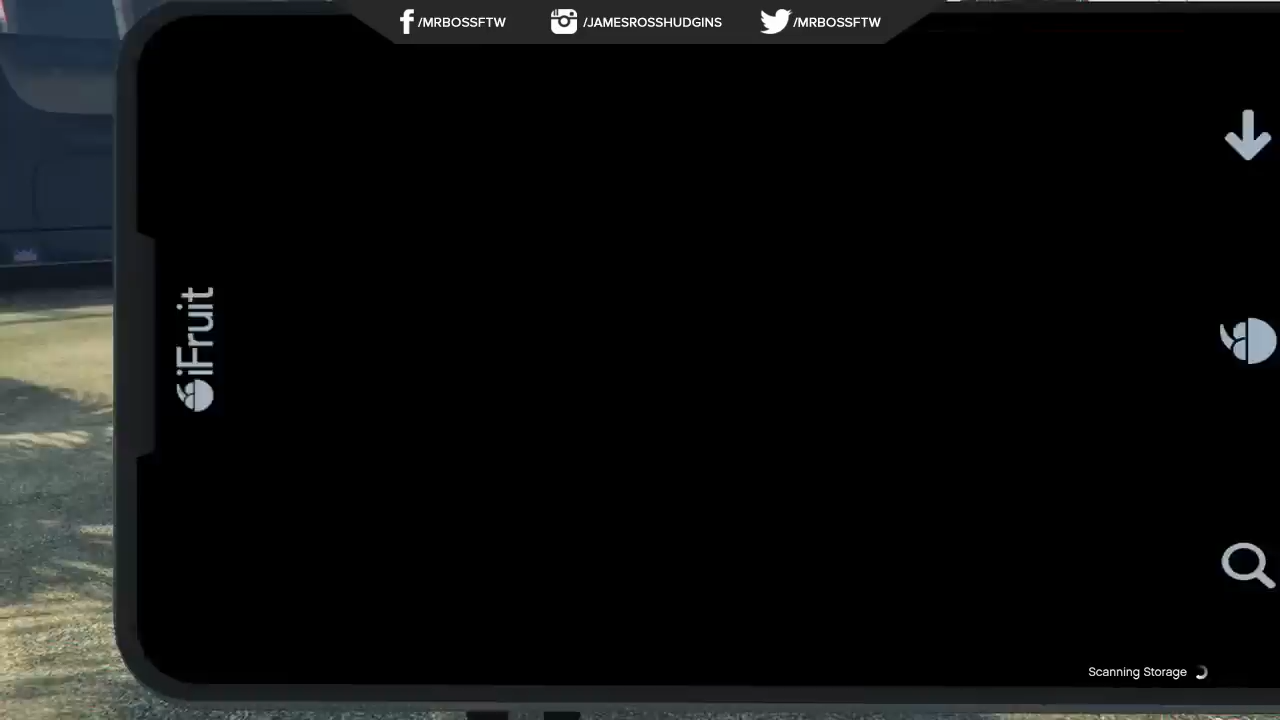 /MRBOSSFTW
/JAMESROSSHUDGINS
/MRBOSSFTW
iFruit
Scanning Storage